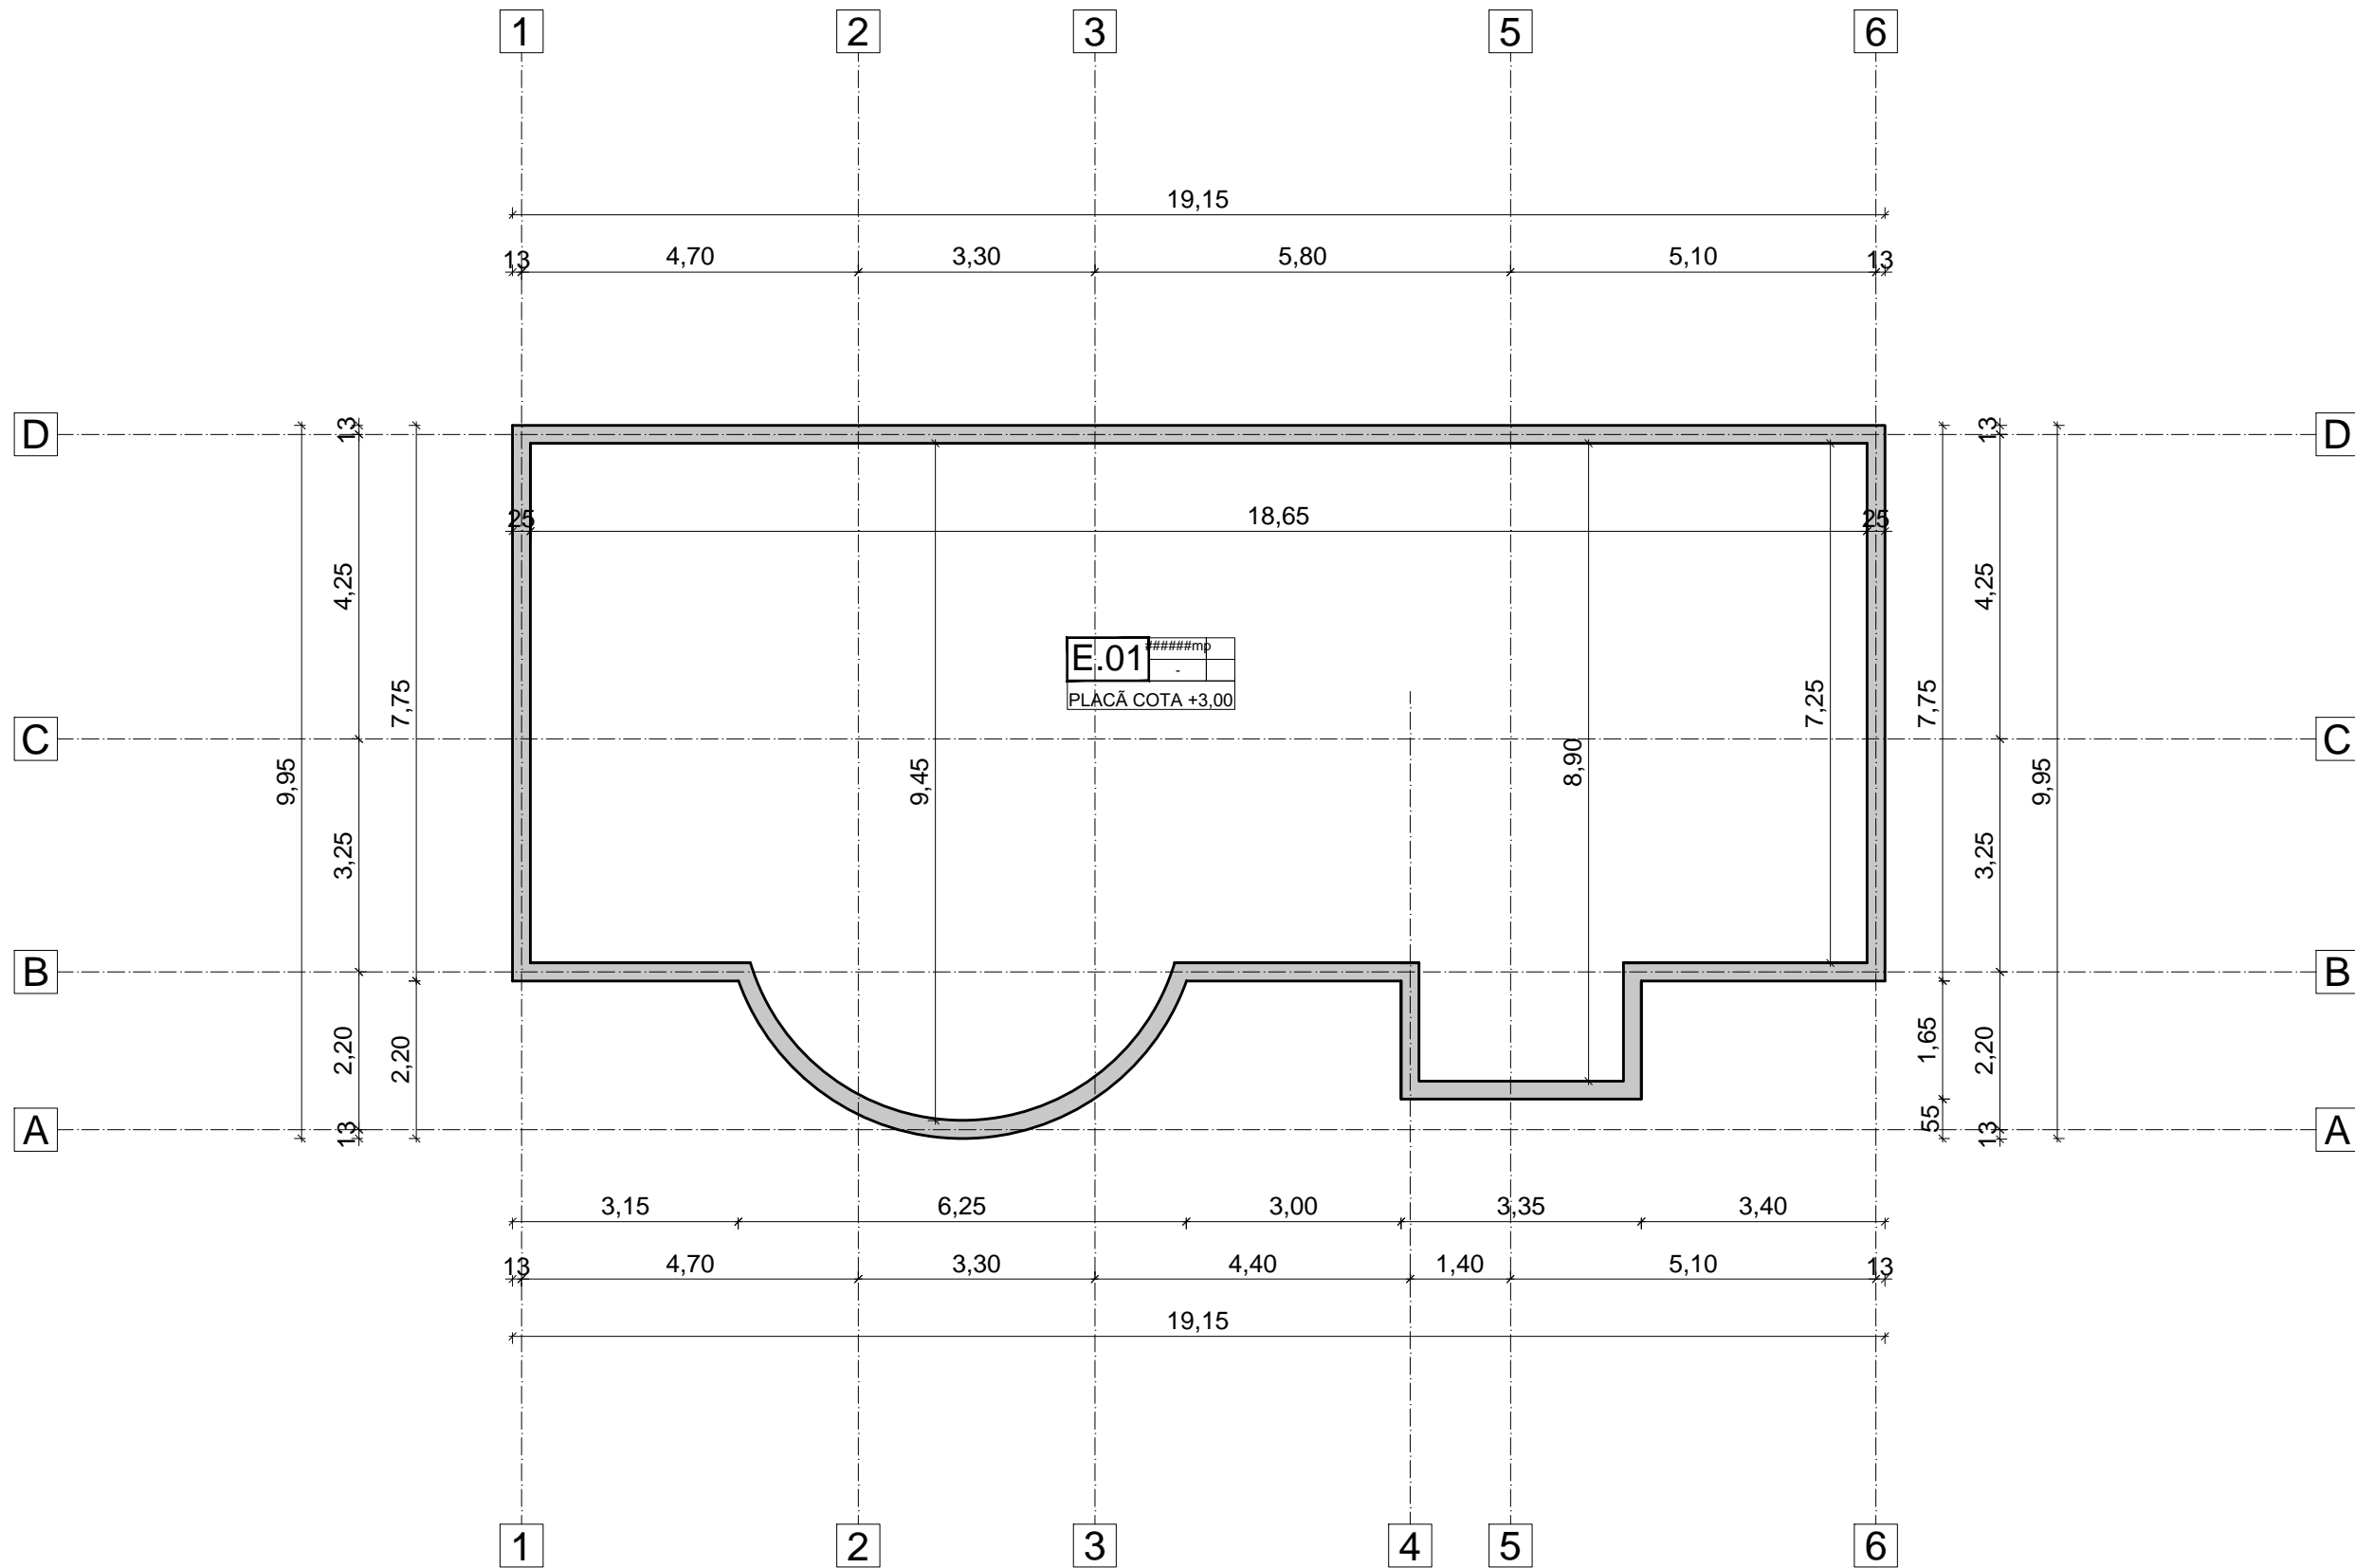 1 2 3 5 6
19,15
13 4,70 3,30 5,80 5,10 13
D 13 13 D
25 18,65 25
4,25 4,25
E.01 ######mp
-
PLACÃ COTA +3,00
7,75 7,25 7,75
C C
9,95 9,45 8,90 9,95
3,25 3,25
B B
2,20 2,20 1,65 2,20
55
A 13 13 A
3,15 6,25 3,00 3,35 3,40
13 4,70 3,30 4,40 1,40 5,10 13
19,15
1 2 3 4 5 6